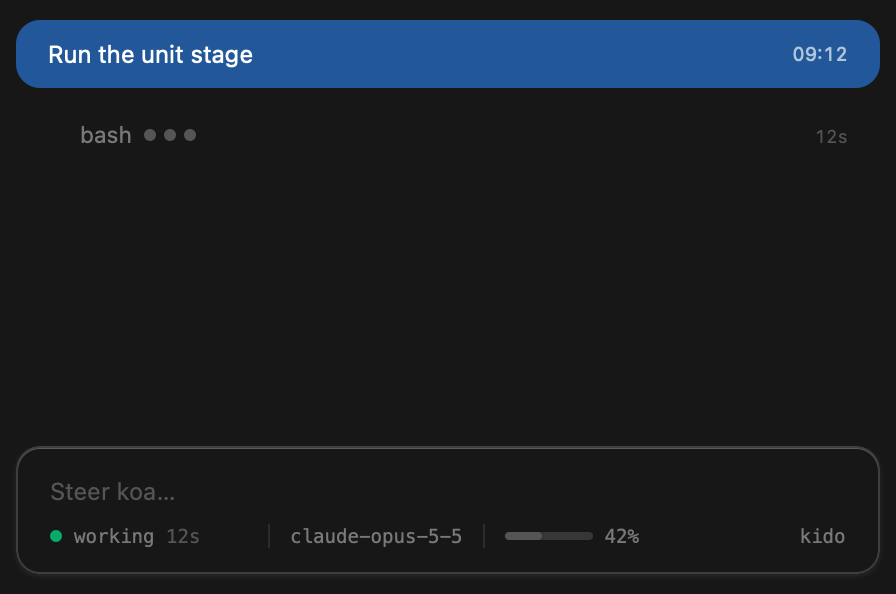 Run the unit stage 09:12
bash 12s
Steer koa...
working 12s claude-opus-5-5 42% kido